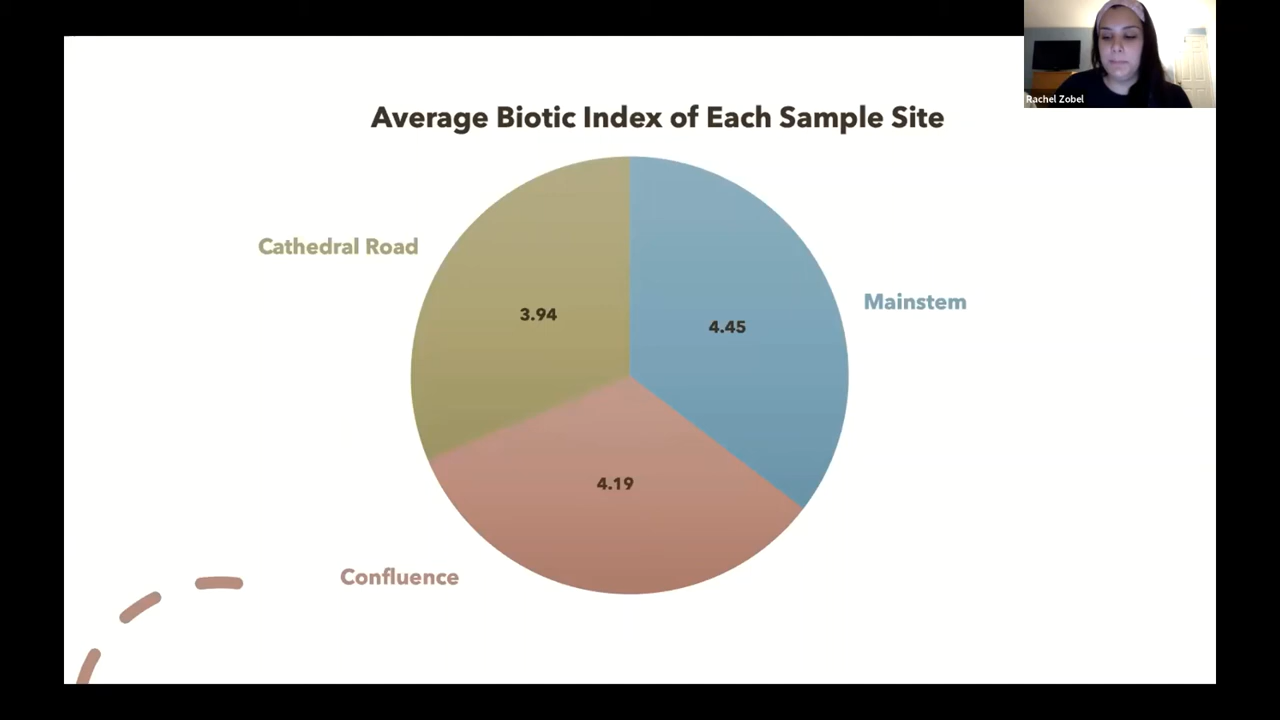 Rachel Zobel
Average Biotic Index of Each Sample Site
Cathedral Road
Mainstem
3.94
4.45
4.19
Confluence